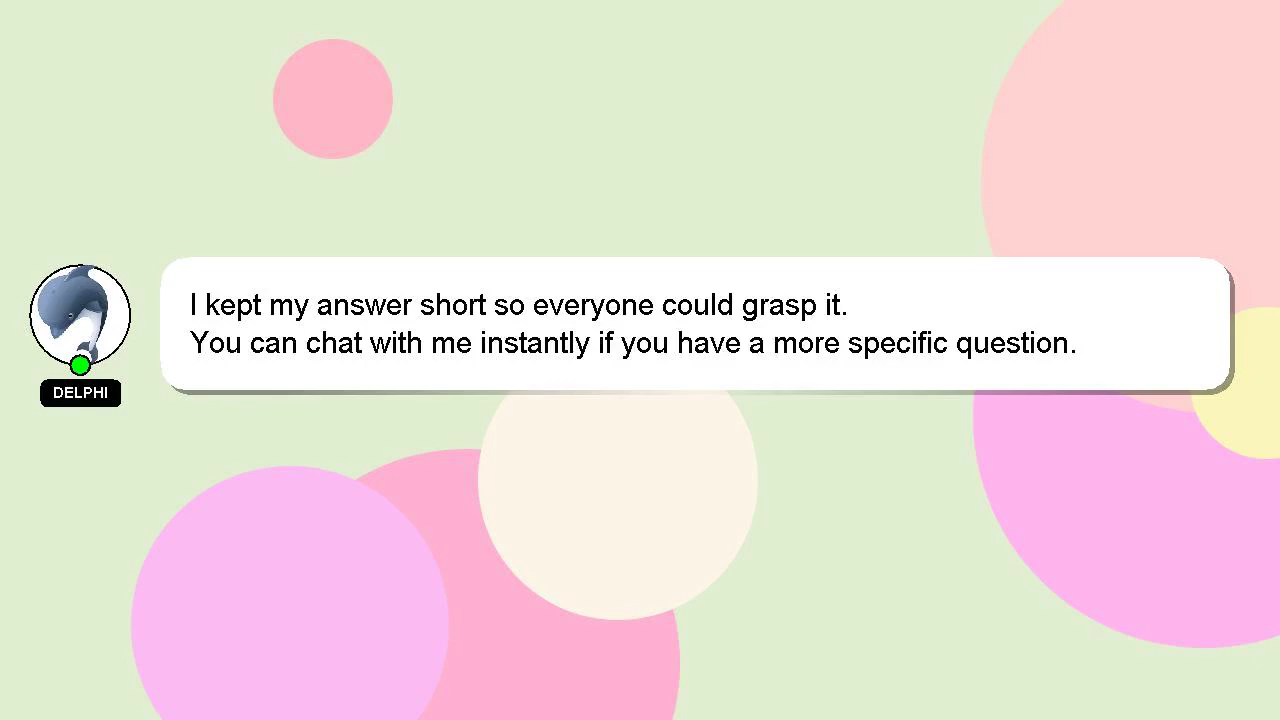 I kept my answer short so everyone could grasp it.
You can chat with me instantly if you have a more specific question.
DELPHI